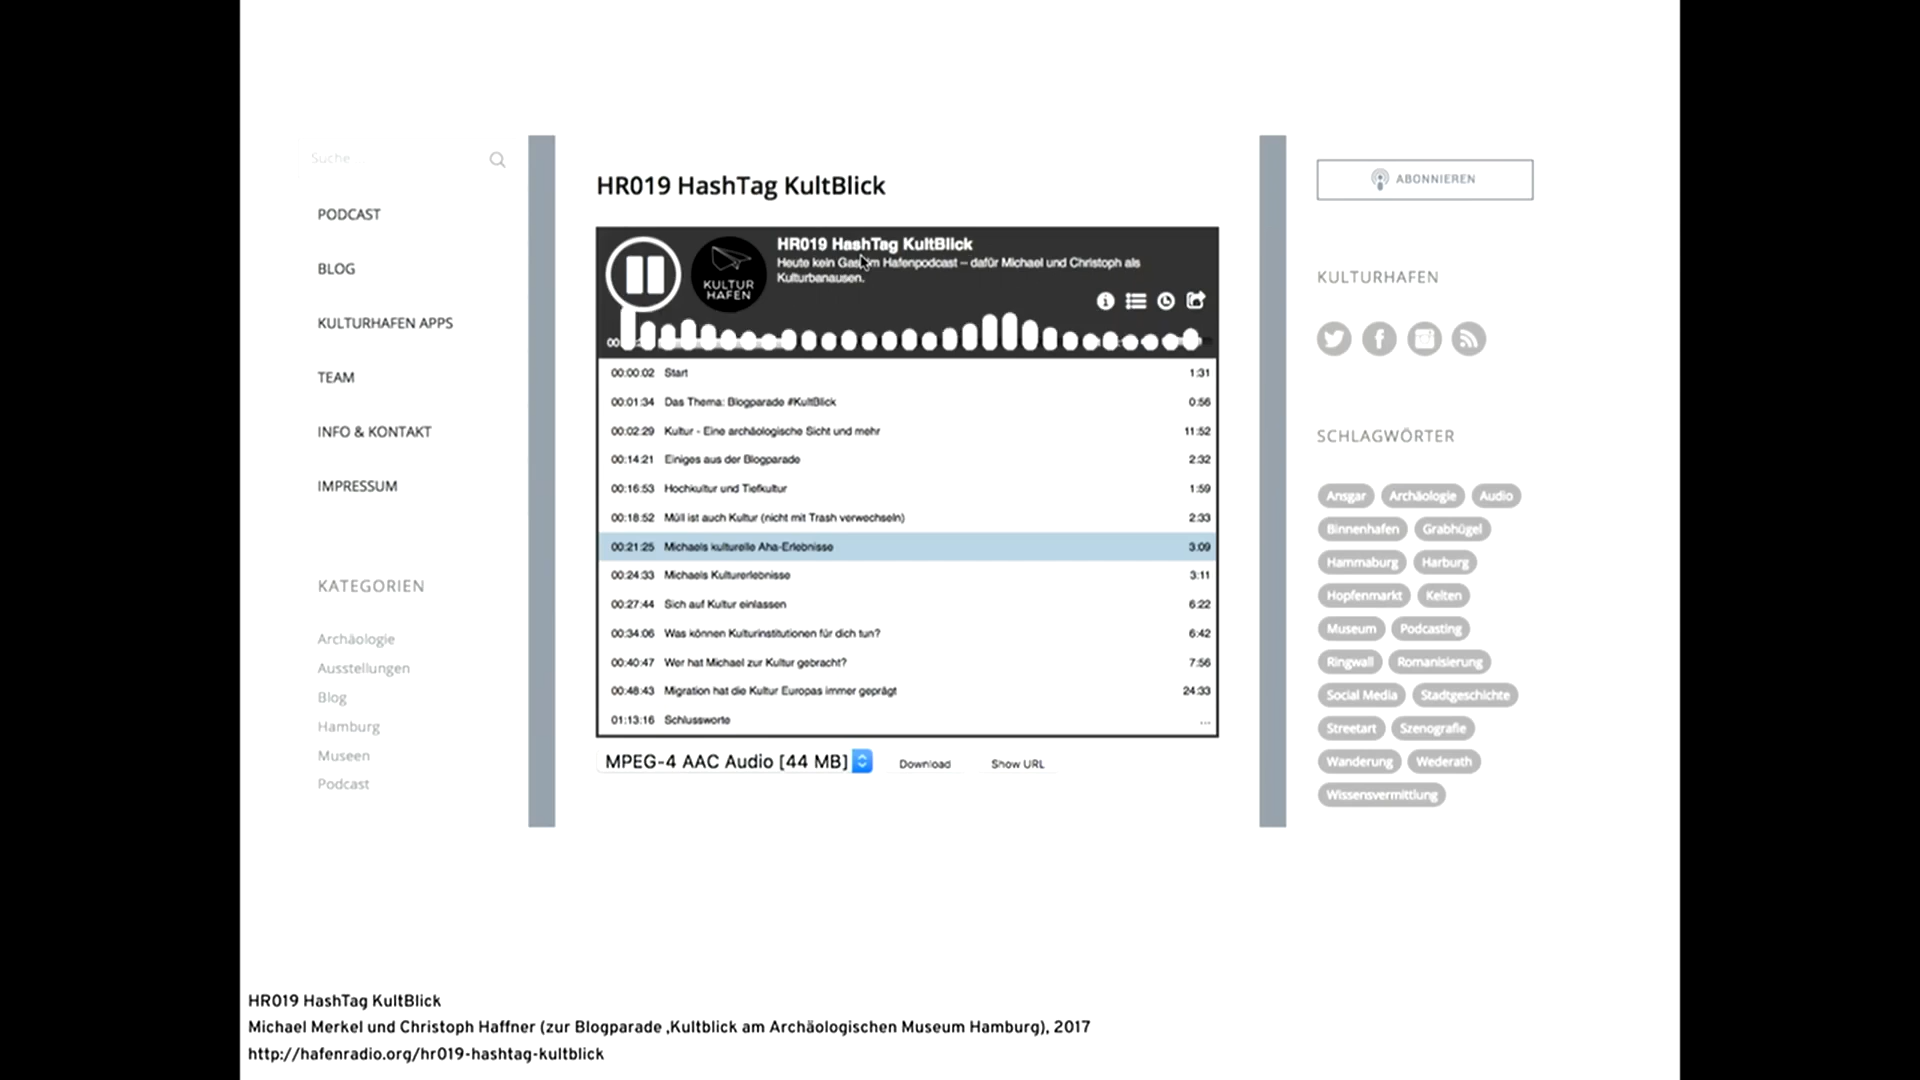 Suche
PODCAST
BLOG
KULTURHAFEN APPS
TEAM
INFO & KONTAKT
IMPRESSUM
KATEGORIEN
Archäologie
Ausstellungen
Blog
Hamburg
Museen
Podcast
HR019 HashTag KultBlick
KULTUR
HAFEN
HR019 HashTag KultBlick
Heute kein Gast im Hafenpodcast – dafür Michael und Christoph als
Kulturbanausen.
00:00:02 Start 1:31
00:01:34 Das Thema: Blogparade #KultBlick 0:56
00:02:29 Kultur - Eine archäologische Sicht und mehr 11:52
00:14:21 Einiges aus der Blogparade 2:32
00:16:53 Hochkultur und Tiefkultur 1:59
00:18:52 Müll ist auch Kultur (nicht mit Trash verwechseln) 2:33
00:21:25 Michaels kulturelle Aha-Erlebnisse 3:09
00:24:33 Michaels Kulturerlebnisse 3:11
00:27:44 Sich auf Kultur einlassen 6:22
00:34:06 Was können Kulturinstitutionen für dich tun? 6:42
00:40:47 Wer hat Michael zur Kultur gebracht? 7:56
00:48:43 Migration hat die Kultur Europas immer geprägt 24:33
01:13:16 Schlussworte ...
MPEG-4 AAC Audio [44 MB] Download Show URL
ABONNIEREN
KULTURHAFEN
SCHLAGWÖRTER
Ansgar Archäologie Audio
Binnenhafen Grabhügel
Hammaburg Harburg
Hopfenmarkt Kelten
Museum Podcasting
Ringwall Romanisierung
Social Media Stadtgeschichte
Streetart Szenografie
Wanderung Wederath
Wissensvermittlung
HR019 HashTag KultBlick
Michael Merkel und Christoph Haffner (zur Blogparade ‚Kultblick am Archäologischen Museum Hamburg), 2017
http://hafenradio.org/hr019-hashtag-kultblick